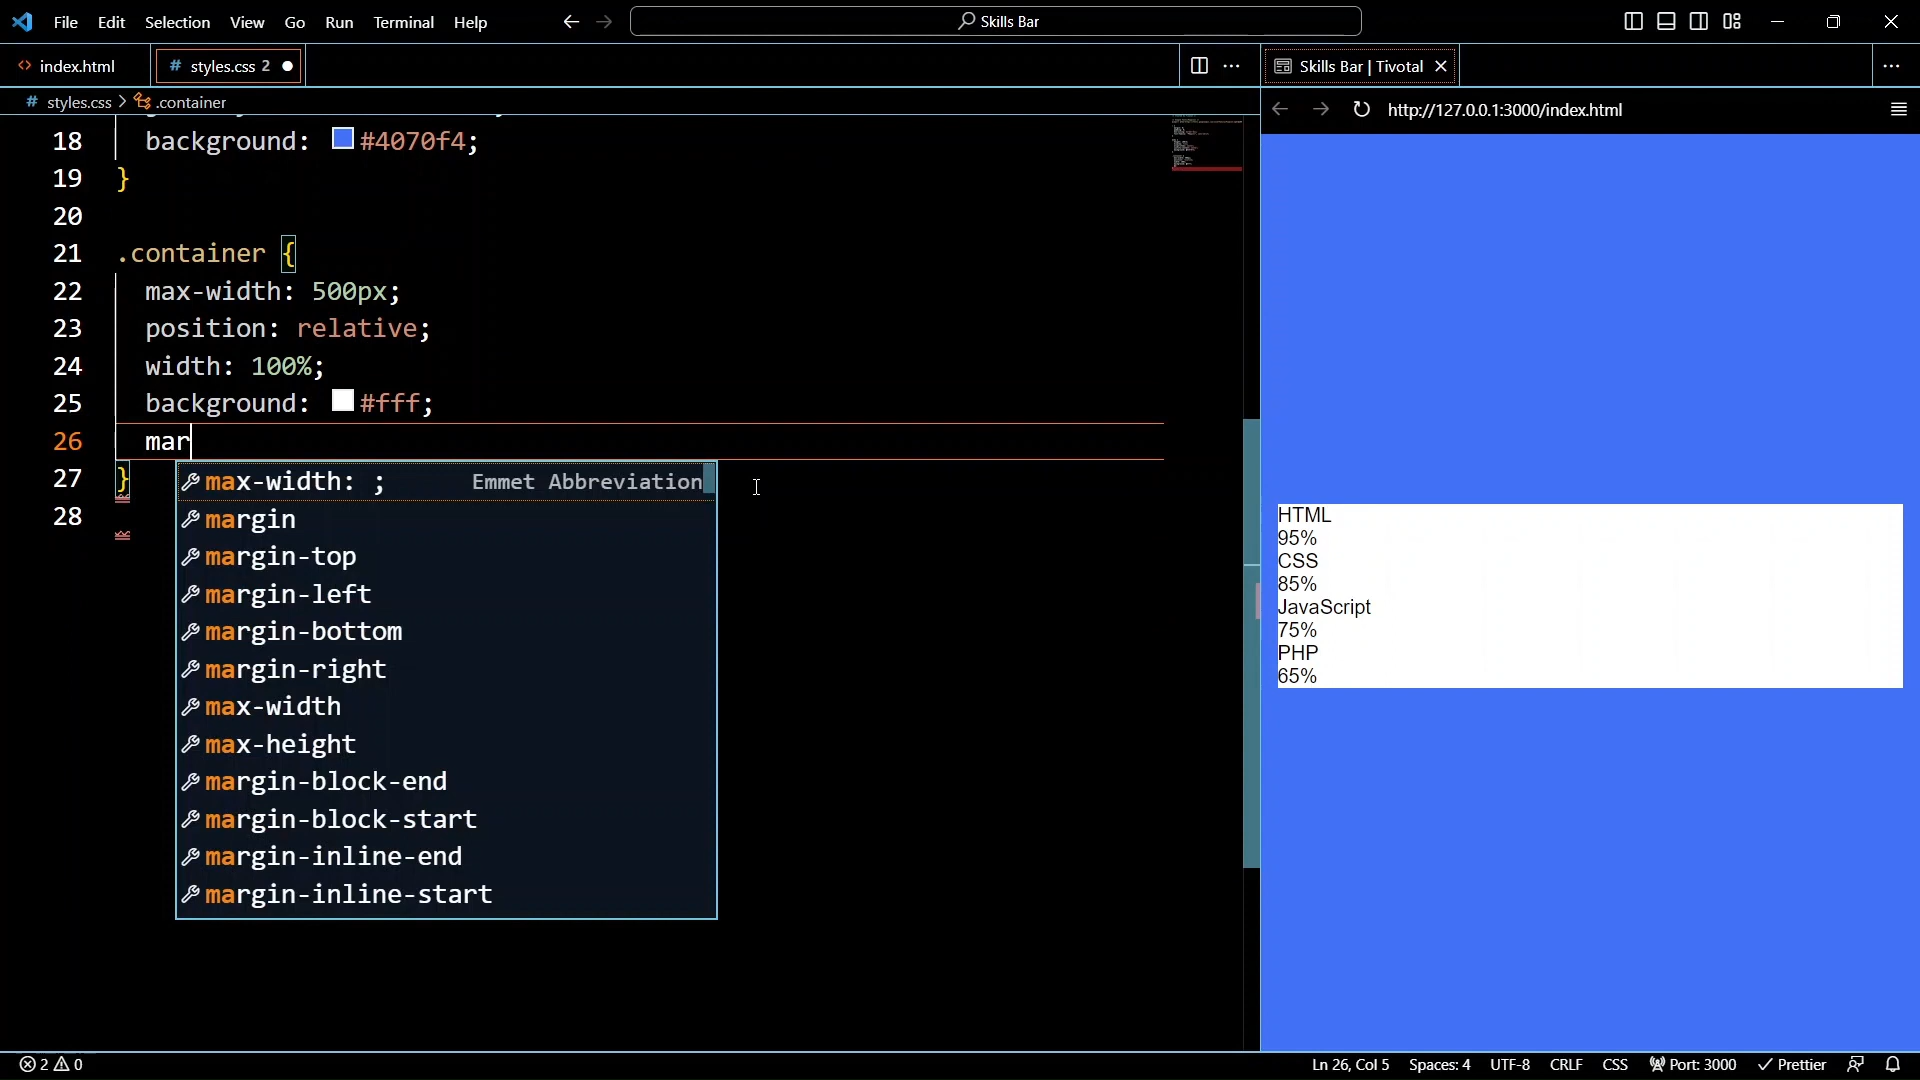 File Edit Selection View Go Run Terminal Help
Skills Bar
index.html
# styles.css 2
Skills Bar | Tivotal
# styles.css > .container
http://127.0.0.1:3000/index.html
18 background: #4070f4;
19 }
20
21 .container {
22 max-width: 500px;
23 position: relative;
24 width: 100%;
25 background: #fff;
26 mar
27 }
28
max-width: ; Emmet Abbreviation
margin
margin-top
margin-left
margin-bottom
margin-right
max-width
max-height
margin-block-end
margin-block-start
margin-inline-end
margin-inline-start
HTML
95%
CSS
85%
JavaScript
75%
PHP
65%
2 0
Ln 26, Col 5 Spaces: 4 UTF-8 CRLF CSS Port: 3000 Prettier